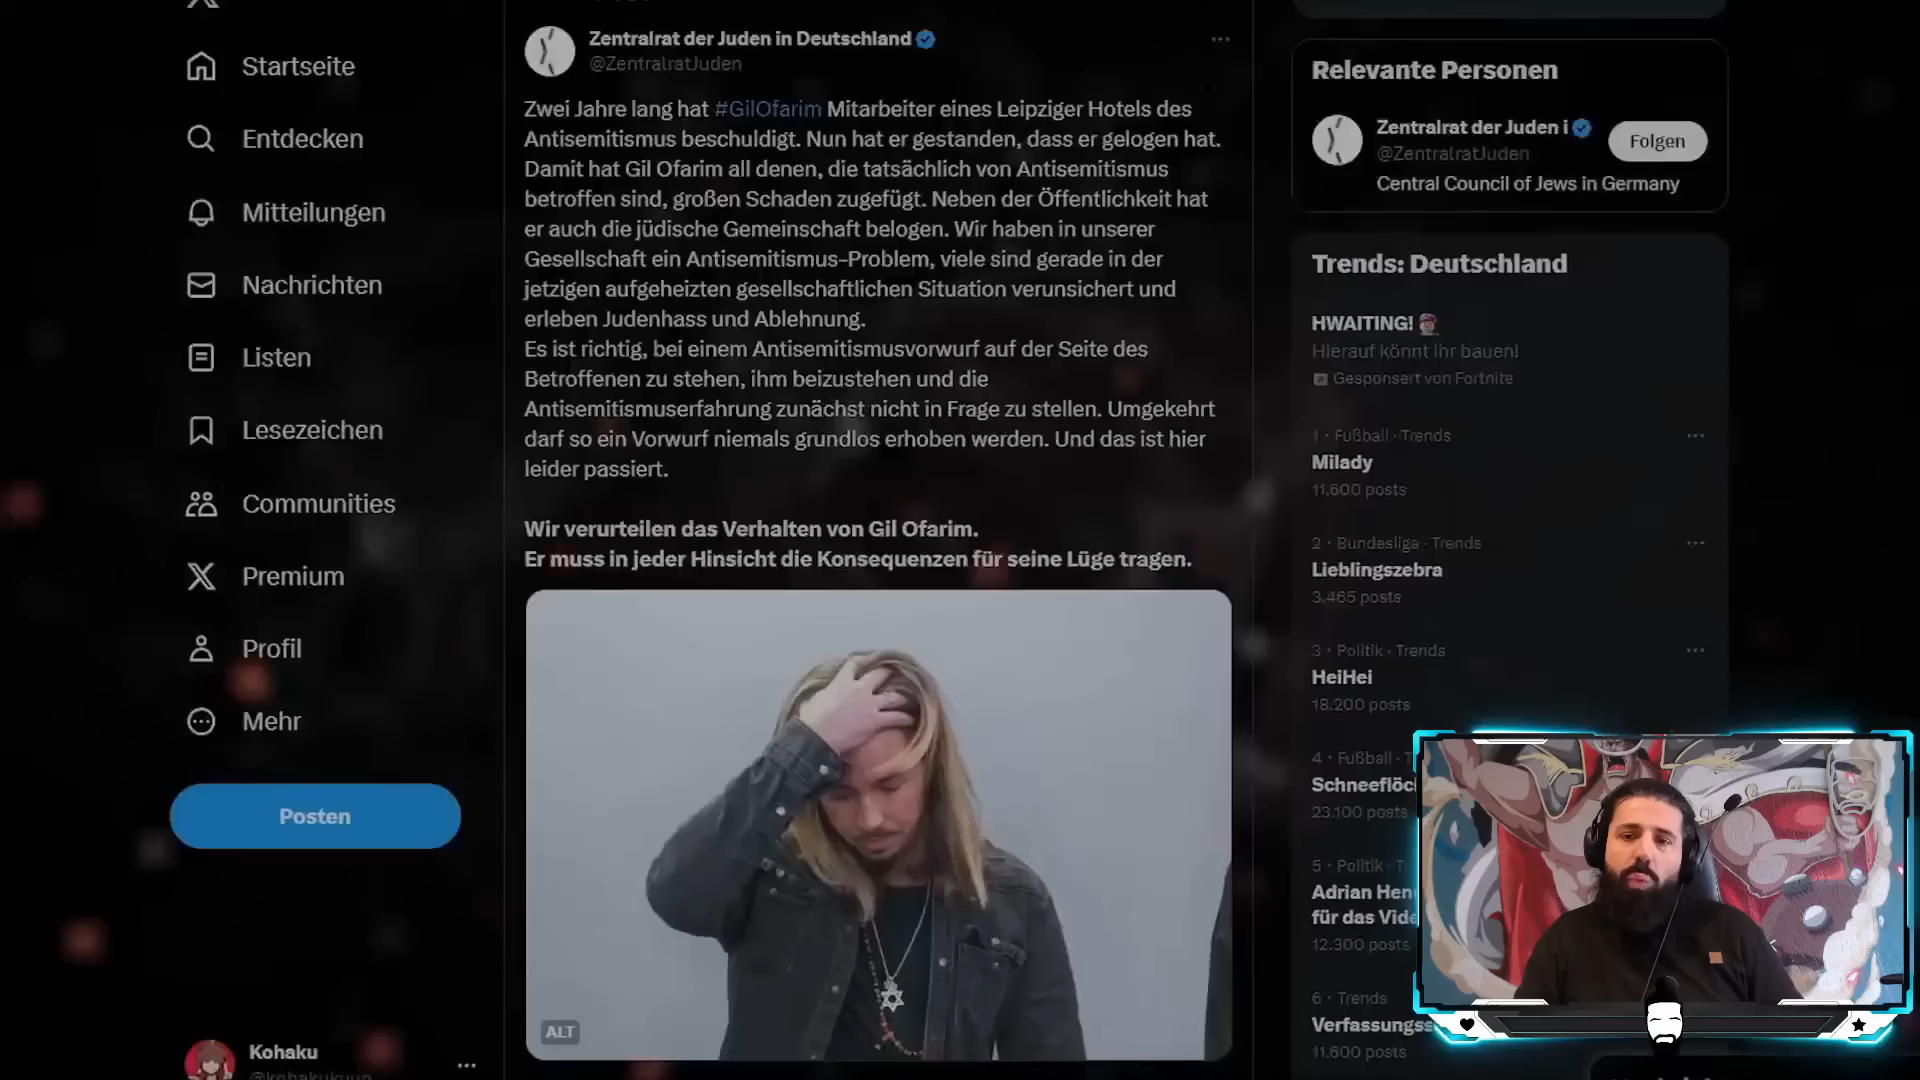 Startseite
Entdecken
Mitteilungen
Nachrichten
Listen
Lesezeichen
Communities
Premium
Profil
Mehr
Posten
Kohaku
Zentralrat der Juden in Deutschland
@ZentralratJuden
Zwei Jahre lang hat #GilOfarim Mitarbeiter eines Leipziger Hotels des
Antisemitismus beschuldigt. Nun hat er gestanden, dass er gelogen hat.
Damit hat Gil Ofarim all denen, die tatsächlich von Antisemitismus
betroffen sind, großen Schaden zugefügt. Neben der Öffentlichkeit hat
er auch die jüdische Gemeinschaft belogen. Wir haben in unserer
Gesellschaft ein Antisemitismus-Problem, viele sind gerade in der
jetzigen aufgeheizten gesellschaftlichen Situation verunsichert und
erleben Judenhass und Ablehnung.
Es ist richtig, bei einem Antisemitismusvorwurf auf der Seite des
Betroffenen zu stehen, ihm beizustehen und die
Antisemitismuserfahrung zunächst nicht in Frage zu stellen. Umgekehrt
darf so ein Vorwurf niemals grundlos erhoben werden. Und das ist hier
leider passiert.
Wir verurteilen das Verhalten von Gil Ofarim.
Er muss in jeder Hinsicht die Konsequenzen für seine Lüge tragen.
ALT
Relevante Personen
Zentralrat der Juden i
@ZentralratJuden
Folgen
Central Council of Jews in Germany
Trends: Deutschland
HWAITING!
Hierauf könnt ihr bauen!
Gesponsert von Fortnite
1 · Fußball · Trends
Milady
11.600 posts
2 · Bundesliga · Trends
Lieblingszebra
3.465 posts
3 · Politik · Trends
HeiHei
18.200 posts
4 · Fußball · T
Schneeflöc
23.100 posts
5 · Politik · T
Adrian Hen
für das Vide
12.300 posts
6 · Trends
Verfassungss
11.600 posts